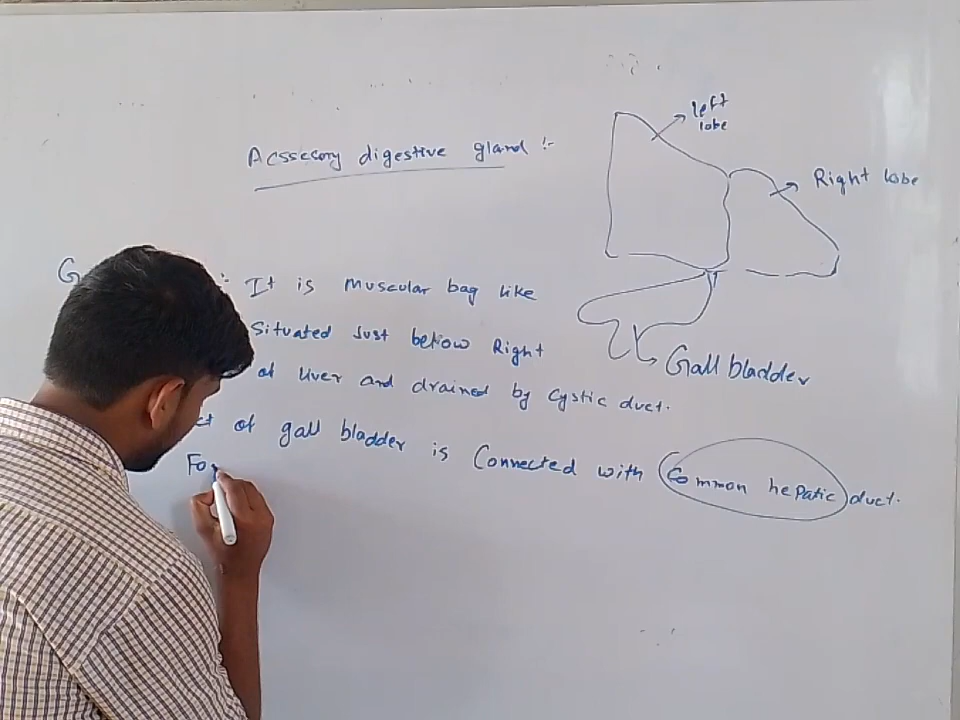 left
lobe
Acssecory digestive gland :-
Right lobe
G : It is Muscular bag like
Situated Just below Right
Gall bladder
of liver and drained by Cystic duct.
ct of gall bladder is Connected with Common hepatic duct.
Fo